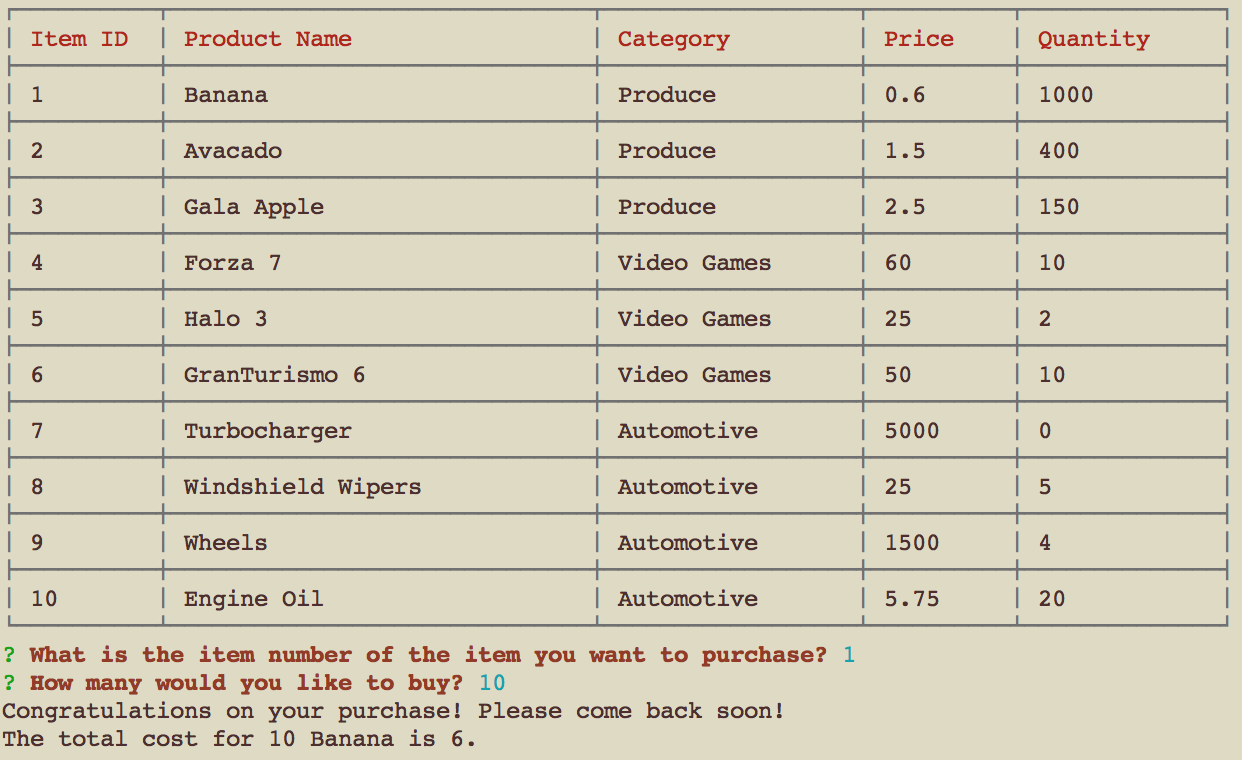 Item ID Product Name Category Price Quantity
1 Banana Produce 0.6 1000
2 Avacado Produce 1.5 400
3 Gala Apple Produce 2.5 150
4 Forza 7 Video Games 60 10
5 Halo 3 Video Games 25 2
6 GranTurismo 6 Video Games 50 10
7 Turbocharger Automotive 5000 0
8 Windshield Wipers Automotive 25 5
9 Wheels Automotive 1500 4
10 Engine Oil Automotive 5.75 20
? What is the item number of the item you want to purchase? 1
? How many would you like to buy? 10
Congratulations on your purchase! Please come back soon!
The total cost for 10 Banana is 6.